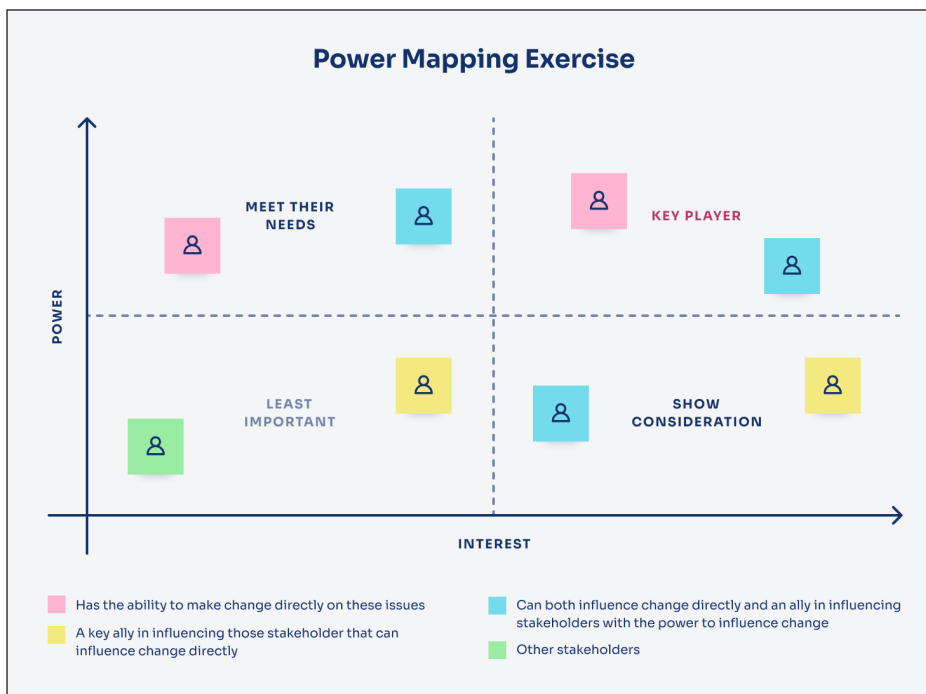 Power Mapping Exercise
MEET THEIR
NEEDS
KEY PLAYER
POWER
LEAST
IMPORTANT
SHOW
CONSIDERATION
INTEREST
Has the ability to make change directly on these issues
A key ally in influencing those stakeholder that can
influence change directly
Can both influence change directly and an ally in influencing
stakeholders with the power to influence change
Other stakeholders